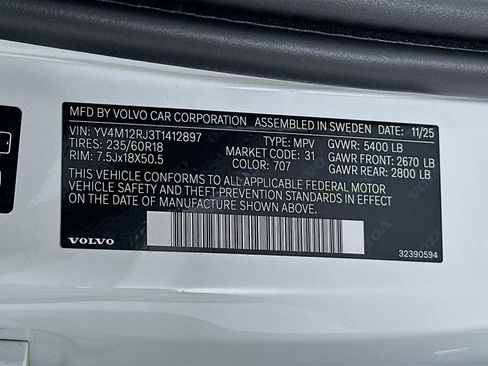 MFD BY VOLVO CAR CORPORATION ASSEMBLED IN SWEDEN 11/25
VIN: YV4M12RJ3T1412897 TYPE: MPV GVWR: 5400 LB
TIRES: 235/60R18 MARKET CODE: 31 GAWR FRONT: 2670 LB
RIM: 7.5Jx18X50.5 COLOR: 707 GAWR REAR: 2800 LB
THIS VEHICLE CONFORMS TO ALL APPLICABLE FEDERAL MOTOR
VEHICLE SAFETY AND THEFT PREVENTION STANDARDS IN EFFECT
ON THE DATE OF MANUFACTURE SHOWN ABOVE.
VOLVO 32390594